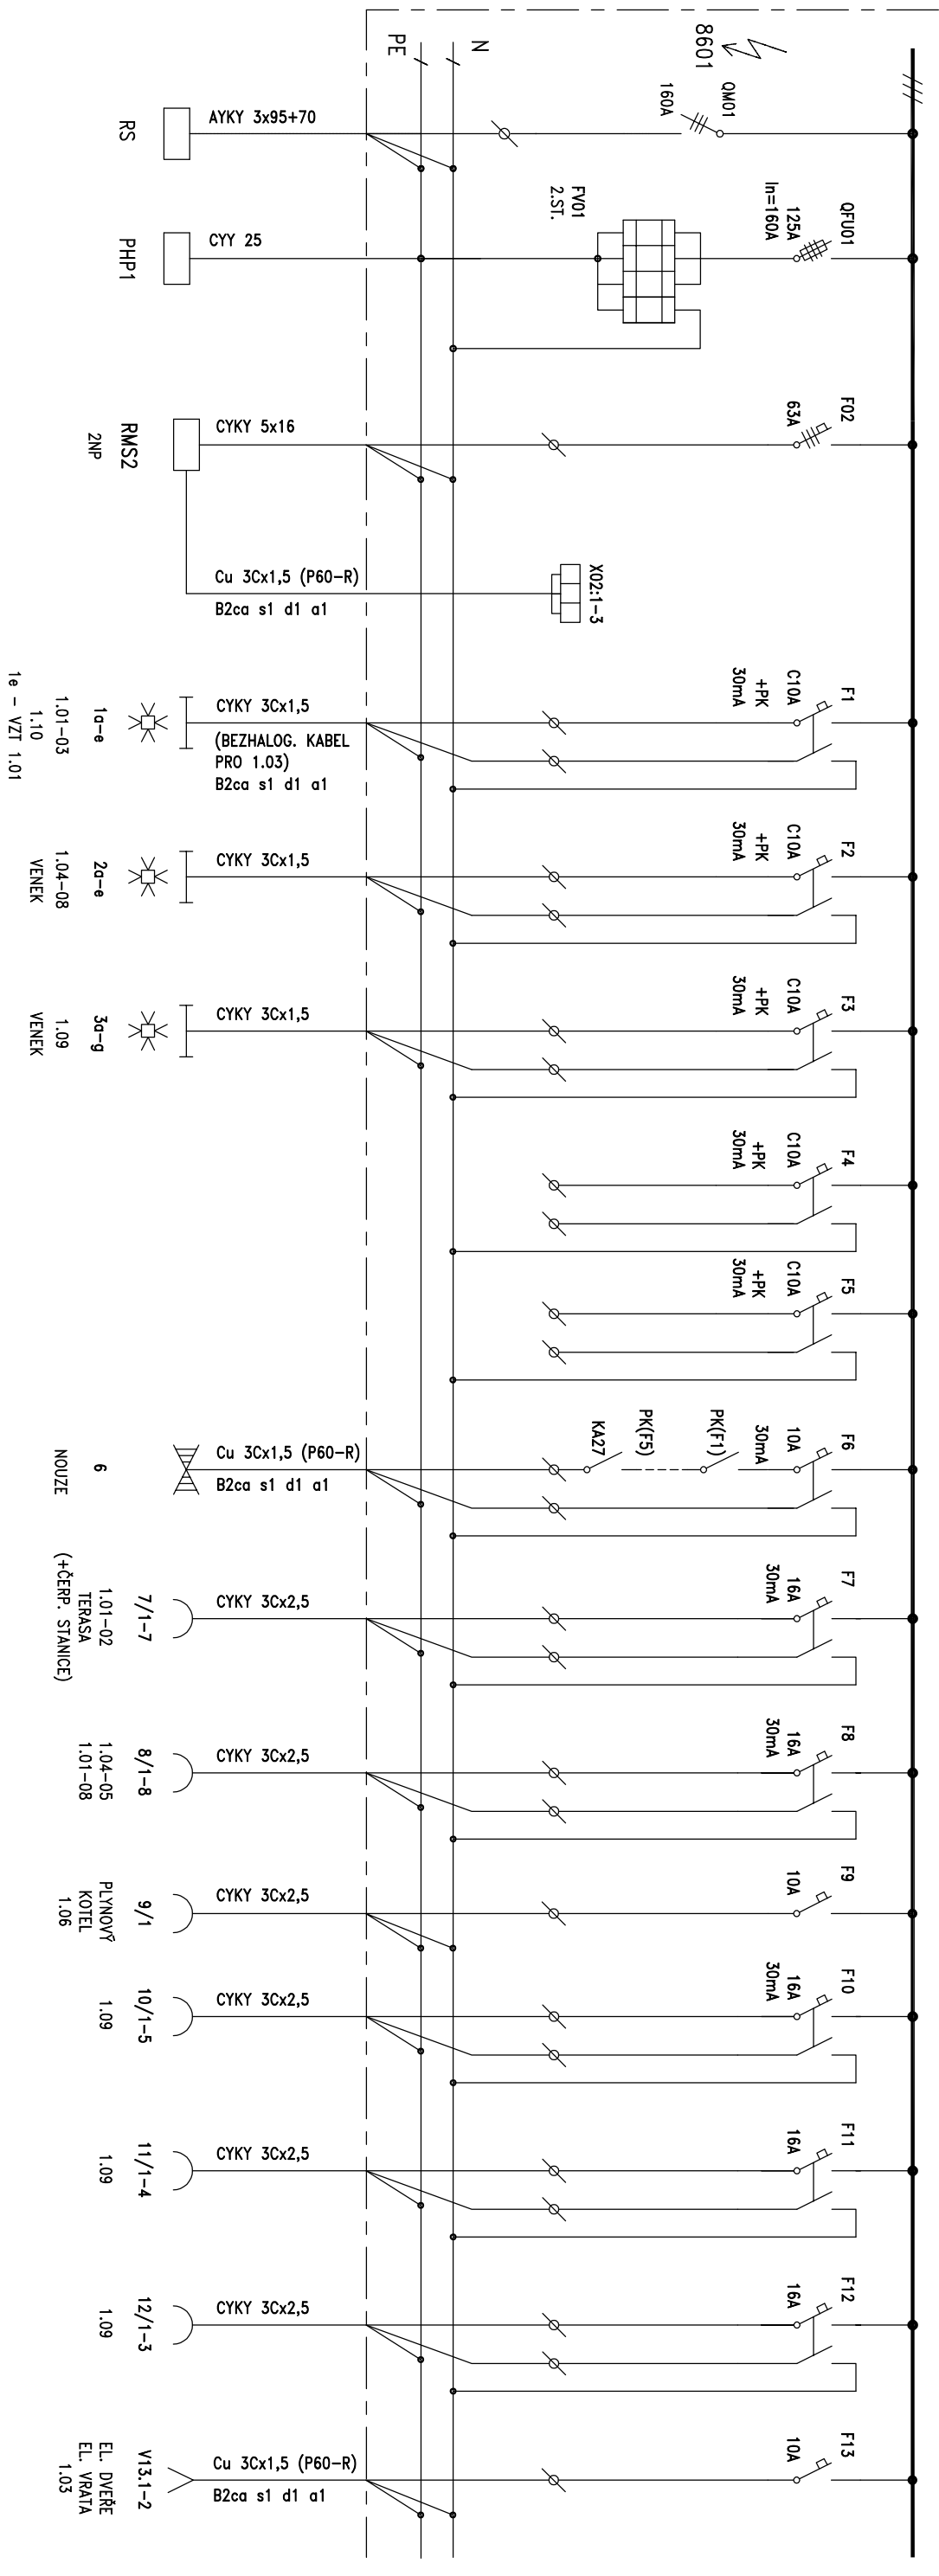 N
PE
8601
QM01
160A
AYKY 3x95+70
RS
QFU01
125A
In=160A
FV01
2.ST.
CYY 25
PHP1
F02
63A
CYKY 5x16
RMS2
2NP
X02:1-3
Cu 3Cx1,5 (P60-R)
B2ca s1 d1 a1
F1
C10A
+PK
30mA
CYKY 3Cx1,5
(BEZHALOG. KABEL
PRO 1.03)
B2ca s1 d1 a1
1a-e
1.01-03
1.10
1e - VZT 1.01
F2
C10A
+PK
30mA
CYKY 3Cx1,5
2a-e
1.04-08
VENEK
F3
C10A
+PK
30mA
CYKY 3Cx1,5
3a-g
1.09
VENEK
F4
C10A
+PK
30mA
F5
C10A
+PK
30mA
F6
10A
30mA
PK(F1)
PK(F5)
KA27
Cu 3Cx1,5 (P60-R)
B2ca s1 d1 a1
6
NOUZE
F7
16A
30mA
CYKY 3Cx2,5
7/1-7
1.01-02
TERASA
(+ČERP. STANICE)
F8
16A
30mA
CYKY 3Cx2,5
8/1-8
1.04-05
1.01-08
F9
10A
CYKY 3Cx2,5
9/1
PLYNOVÝ
KOTEL
1.06
F10
16A
30mA
CYKY 3Cx2,5
10/1-5
1.09
F11
16A
CYKY 3Cx2,5
11/1-4
1.09
F12
16A
CYKY 3Cx2,5
12/1-3
1.09
F13
10A
Cu 3Cx1,5 (P60-R)
B2ca s1 d1 a1
V13.1-2
EL. DVEŘE
EL. VRATA
1.03